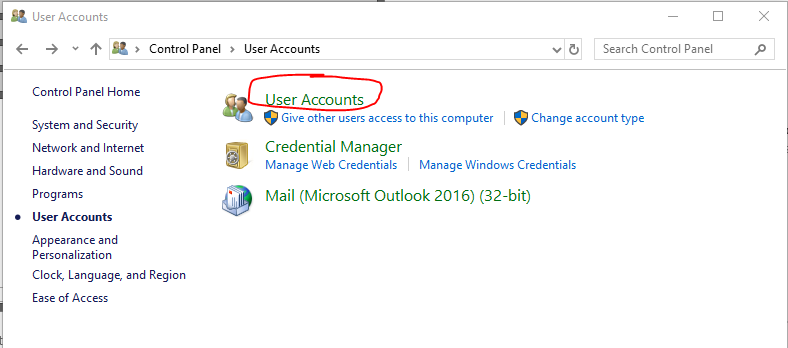 User Accounts
Control Panel > User Accounts
Search Control Panel
Control Panel Home
System and Security
Network and Internet
Hardware and Sound
Programs
User Accounts
Appearance and
Personalization
Clock, Language, and Region
Ease of Access
User Accounts
Give other users access to this computer
Change account type
Credential Manager
Manage Web Credentials
Manage Windows Credentials
Mail (Microsoft Outlook 2016) (32-bit)